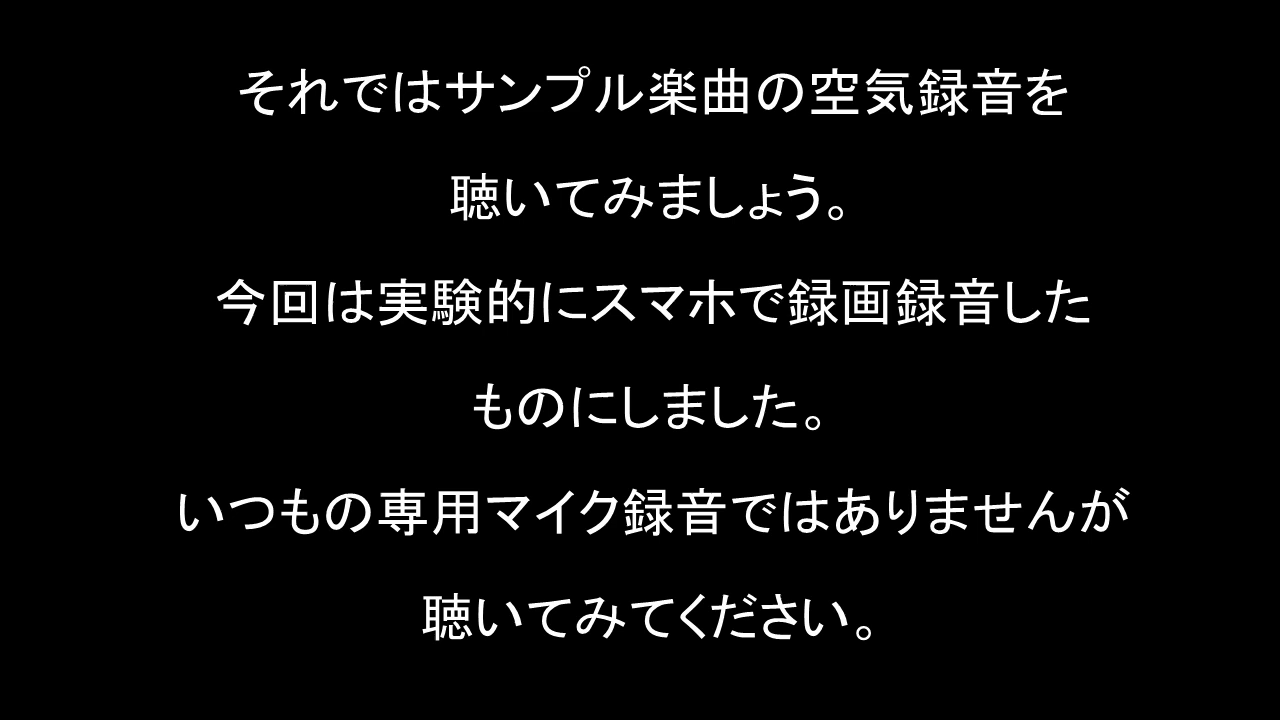 それではサンプル楽曲の空気録音を
聴いてみましょう。
今回は実験的にスマホで録画録音した
ものにしました。
いつもの専用マイク録音ではありませんが
聴いてみてください。